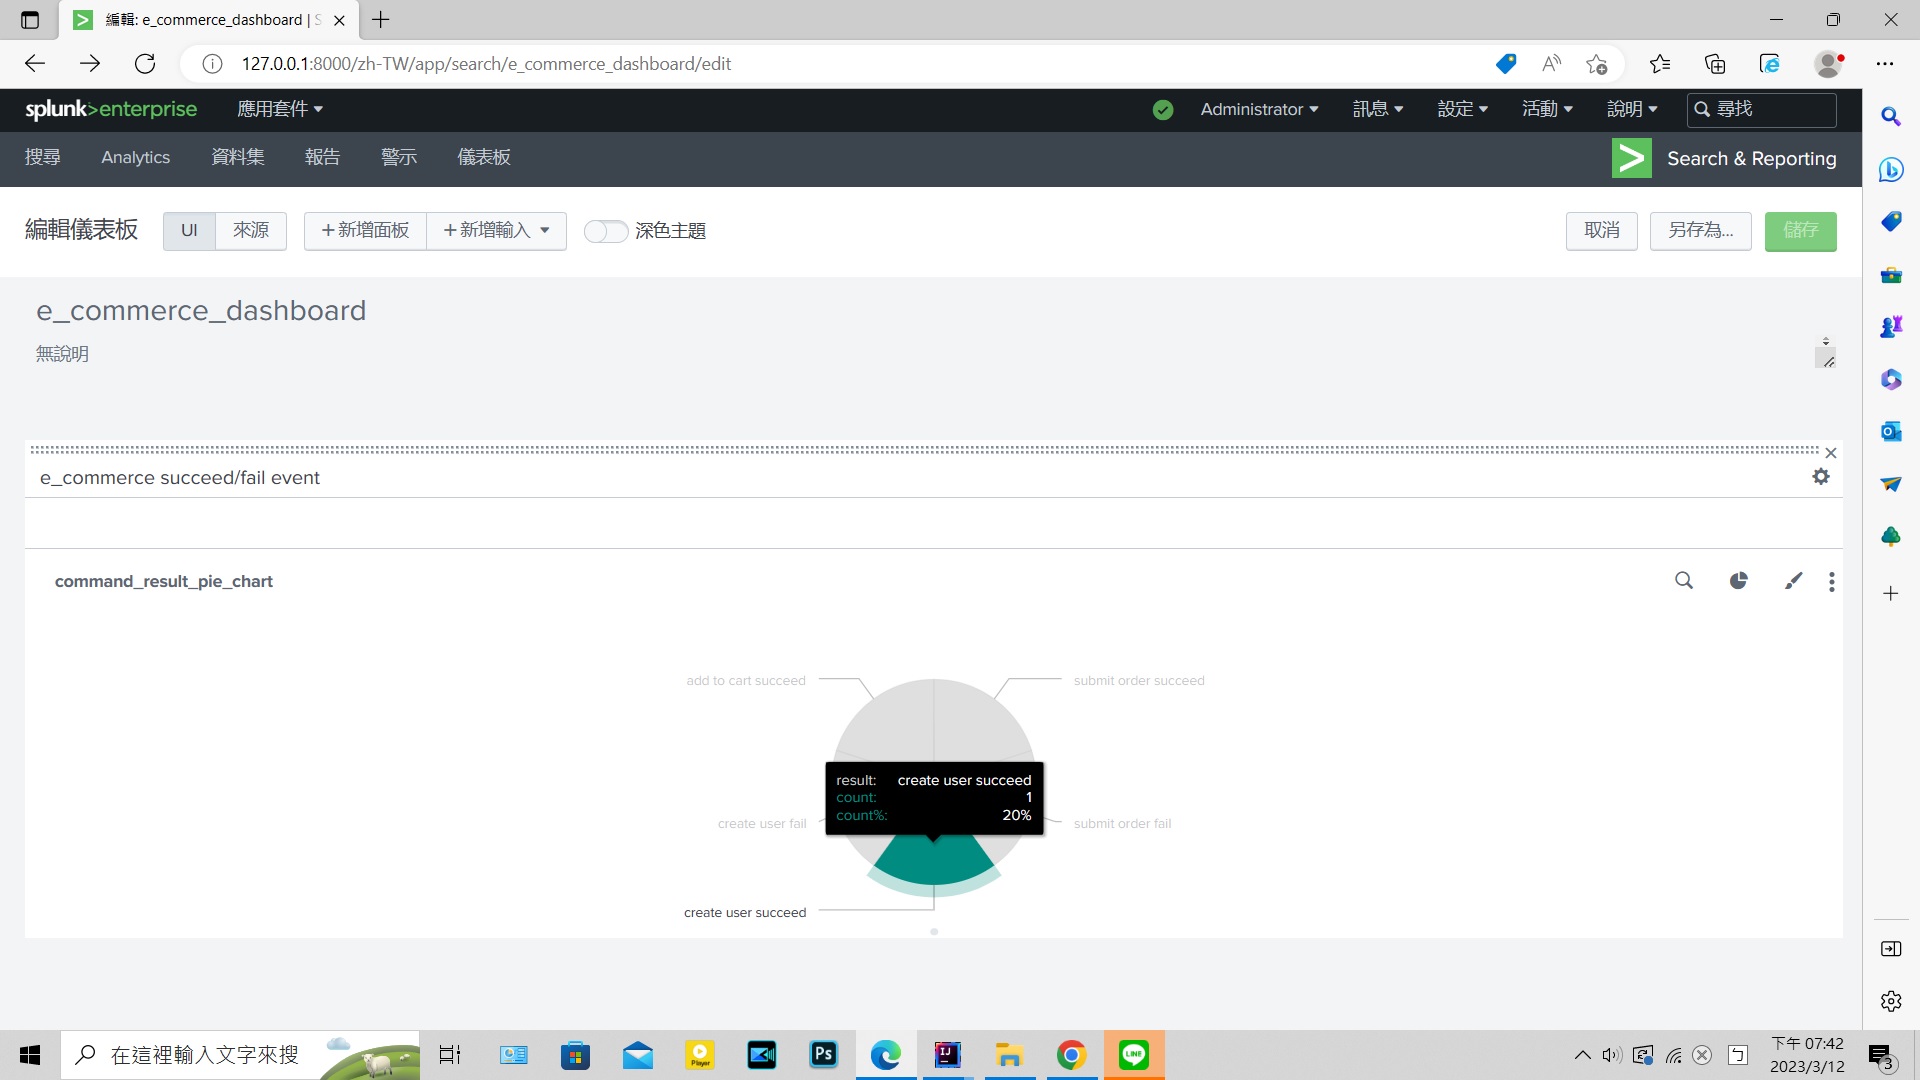 編輯: e_commerce_dashboard | S
127.0.0.1:8000/zh-TW/app/search/e_commerce_dashboard/edit
splunk>enterprise 應用套件 Administrator 訊息 設定 活動 說明 尋找
搜尋 Analytics 資料集 報告 警示 儀表板 Search & Reporting
編輯儀表板 UI 來源 +新增面板 +新增輸入 深色主題 取消 另存為... 儲存
e_commerce_dashboard
無說明
e_commerce succeed/fail event
command_result_pie_chart
add to cart succeed submit order succeed
result: create user succeed
count: 1
count%: 20%
create user fail submit order fail
create user succeed
在這裡輸入文字來搜
Player
Ps
IJ
LINE
ㄅ
下午 07:42
2023/3/12
3